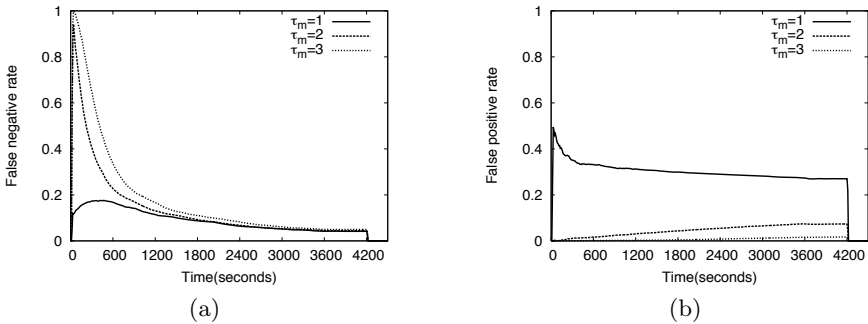 1
0.8
0.6
0.4
0.2
0
0 600 1200 1800 2400 3000 3600 4200
False negative rate
Time(seconds)
τm=1
τm=2
τm=3
(a)
1
0.8
0.6
0.4
0.2
0
0 600 1200 1800 2400 3000 3600 4200
False positive rate
Time(seconds)
τm=1
τm=2
τm=3
(b)